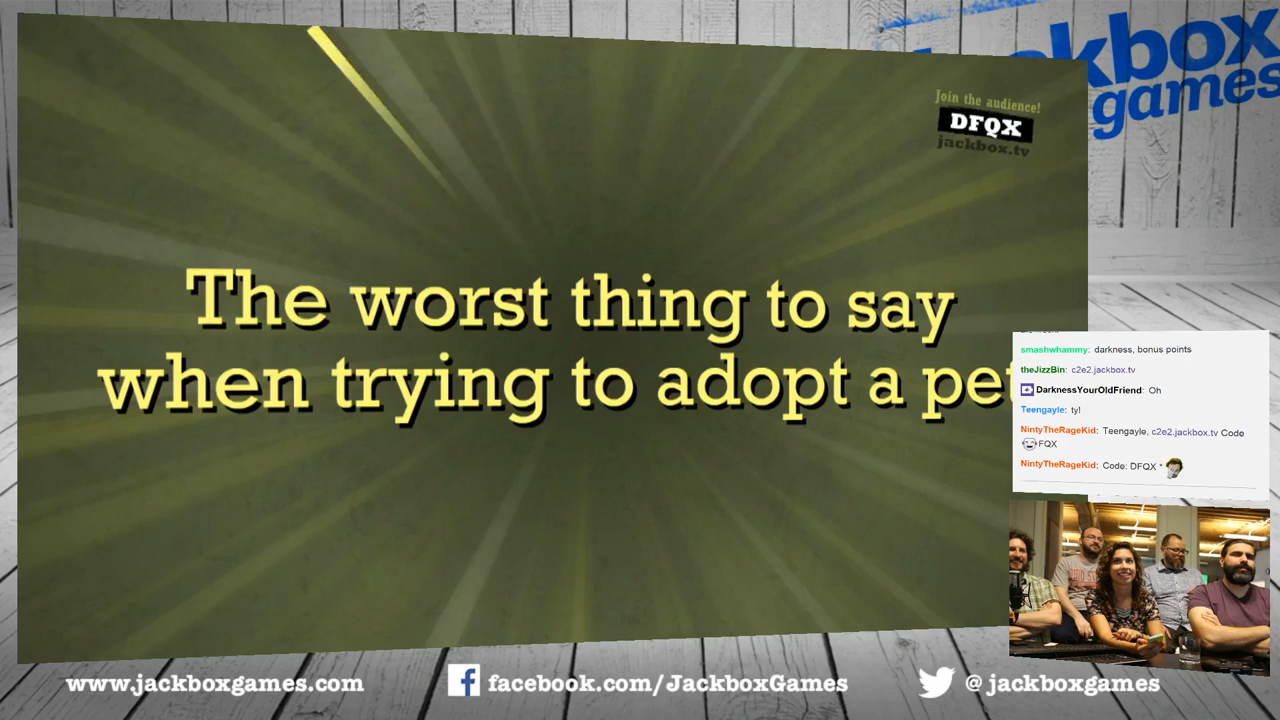 jackbox
games
Join the audience!
DFQX
jackbox.tv
The worst thing to say
when trying to adopt a pet
smashwhammy: darkness, bonus points
theJizzBin: c2e2.jackbox.tv
DarknessYourOldFriend: Oh
Teengayle: ty!
NintyTheRageKid: Teengayle, c2e2.jackbox.tv Code
FQX
NintyTheRageKid: Code: DFQX *
www.jackboxgames.com
facebook.com/JackboxGames
@jackboxgames